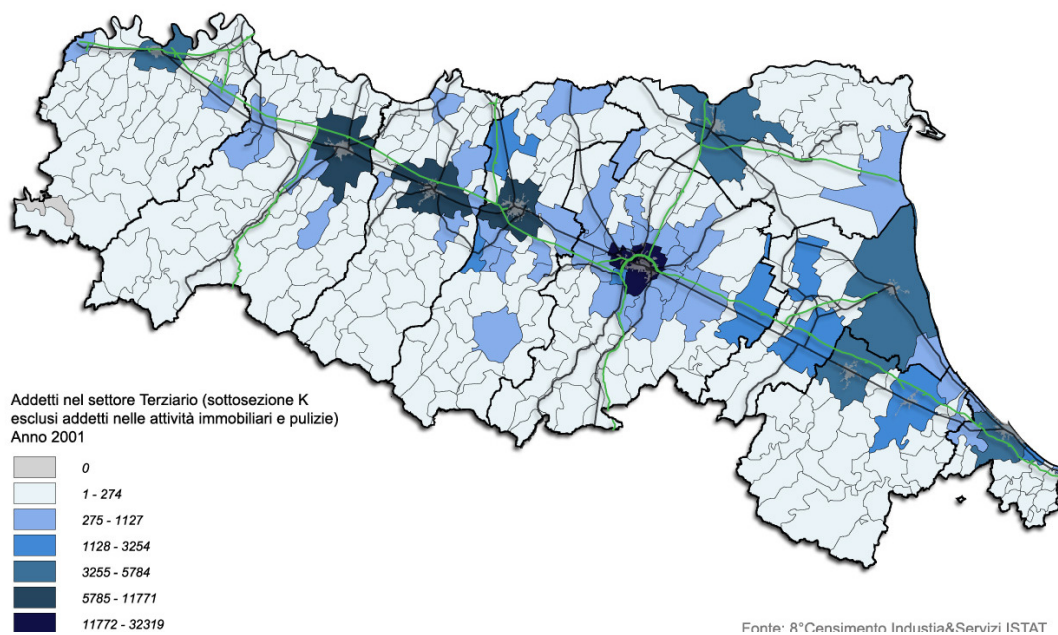 Addetti nel settore Terziario (sottosezione K
esclusi addetti nelle attività immobiliari e pulizie)
Anno 2001
0
1 - 274
275 - 1127
1128 - 3254
3255 - 5784
5785 - 11771
11772 - 32319
Fonte: 8°Censimento Industia&Servizi ISTAT